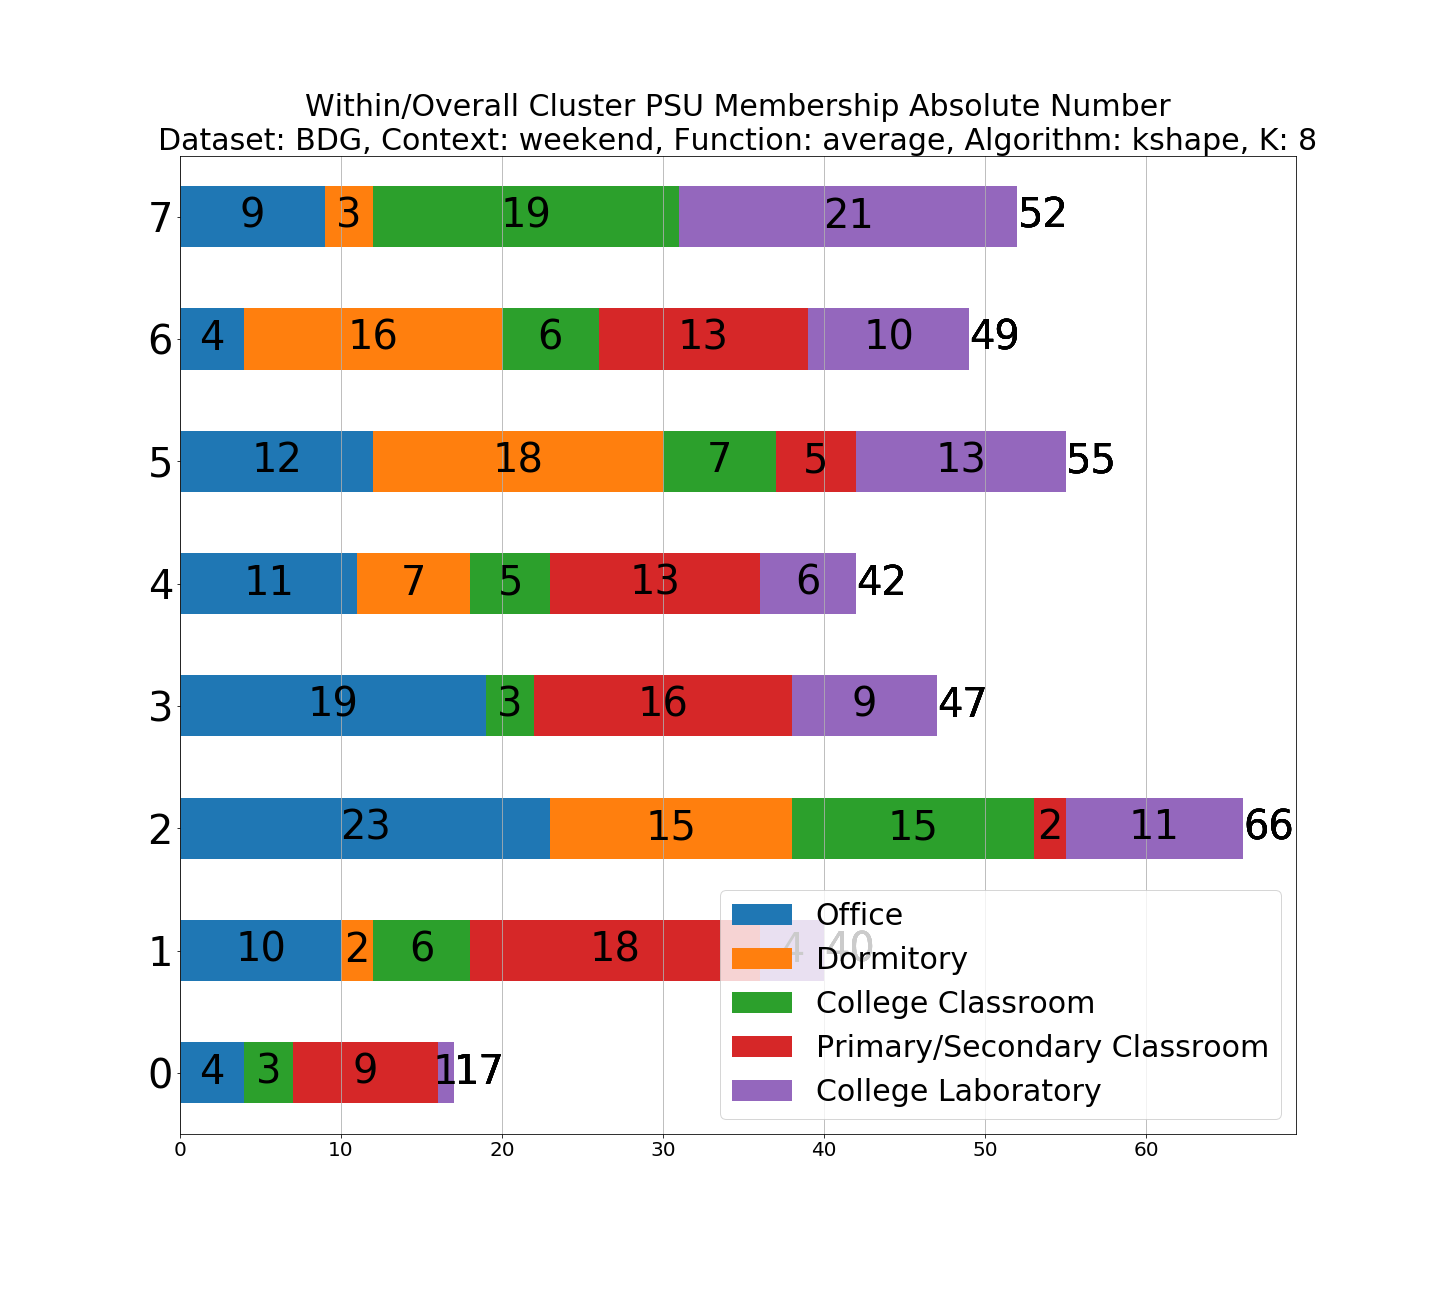 Within/Overall Cluster PSU Membership Absolute Number
Dataset: BDG, Context: weekend, Function: average, Algorithm: kshape, K: 8
7 9 3 19 21 52
6 4 16 6 13 10 49
5 12 18 7 5 13 55
4 11 7 5 13 6 42
3 19 3 16 9 47
2 23 15 15 2 11 66
1 10 2 6 18 4 40
0 4 3 9 1 17
Office
Dormitory
College Classroom
Primary/Secondary Classroom
College Laboratory
0 10 20 30 40 50 60